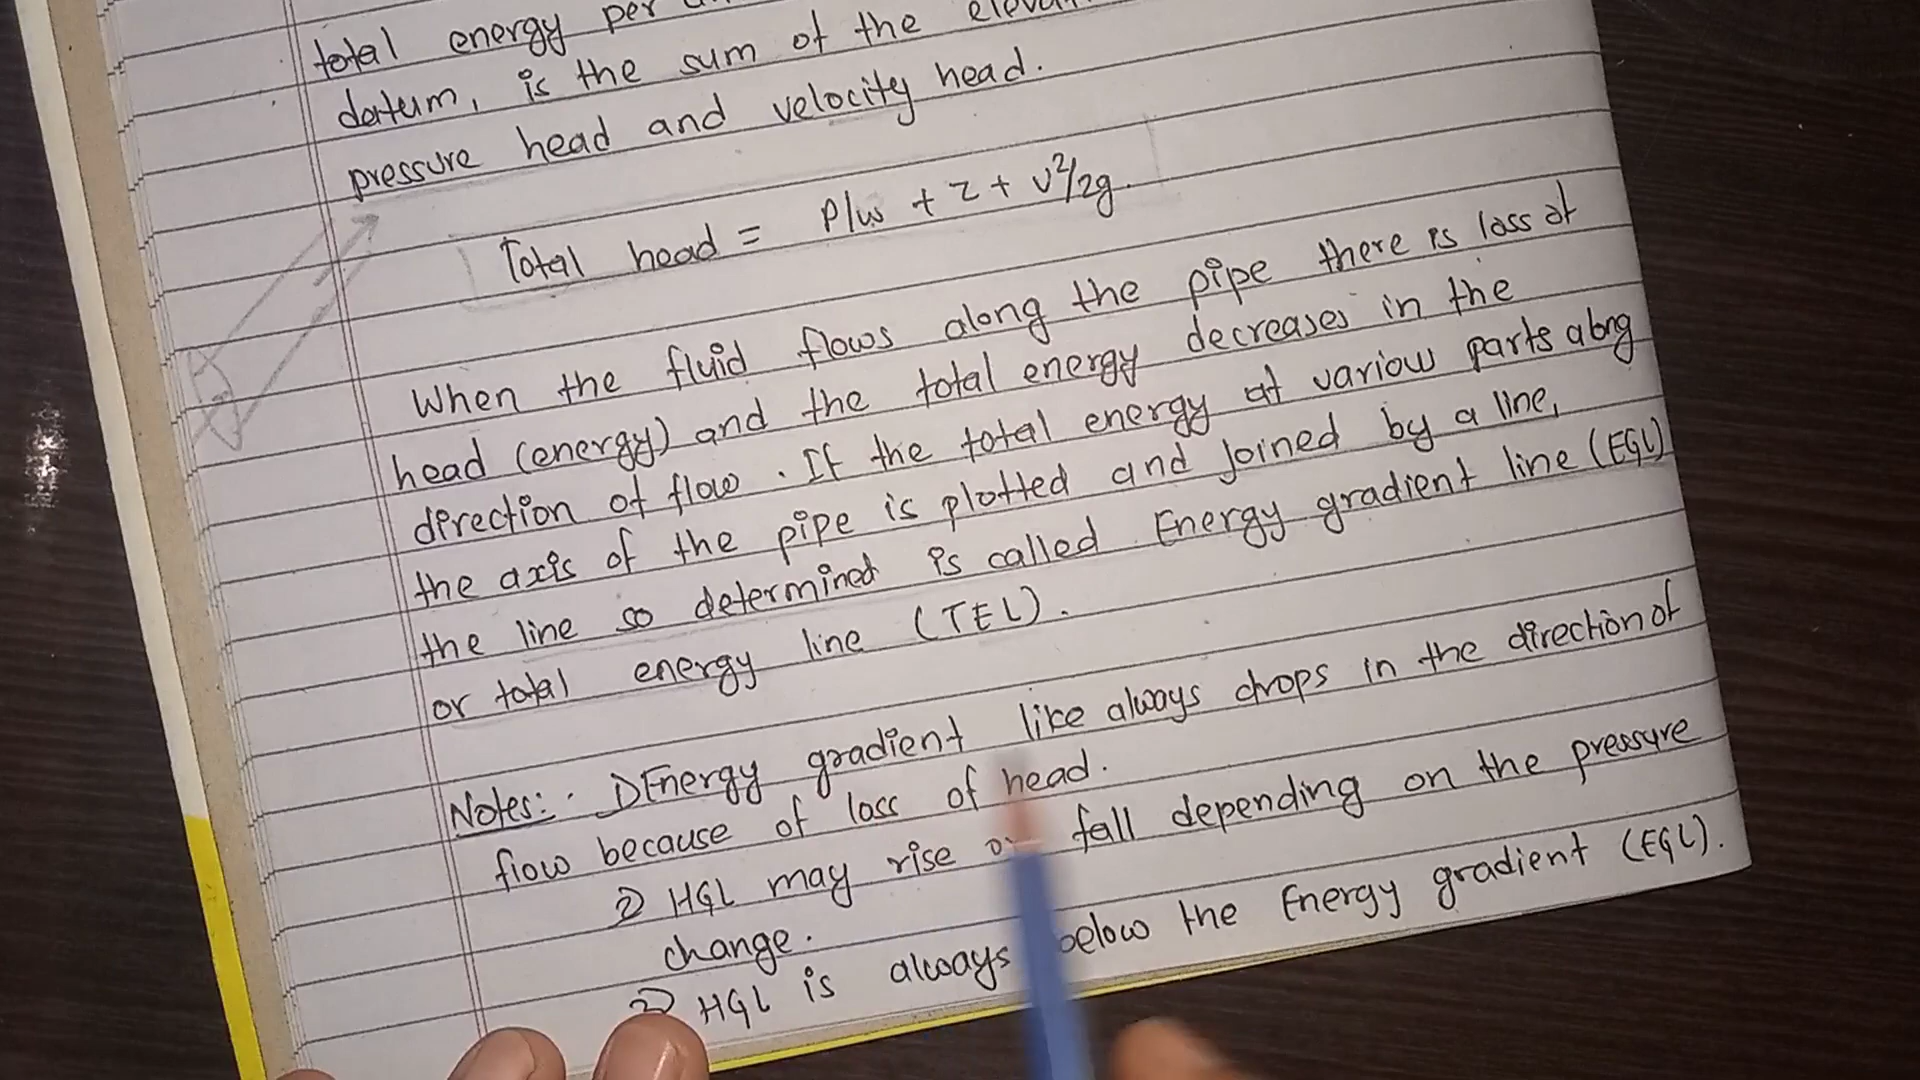 total energy per
datum, is the sum of the
pressure head and velocity head.
Total head = P/w + z + v²/2g.
When the fluid flows along the pipe there is loss of
head (energy) and the total energy decreases in the
direction of flow. If the total energy at variow parts along
the axis of the pipe is plotted and joined by a line,
the line so determined is called Energy gradient line (EGL)
or total energy line (TEL).
Notes:- 1) Energy gradient like always drops in the direction of
flow because of loss of head.
2) HGL may rise or fall depending on the pressure
change.
HGL is always below the Energy gradient (EGL).